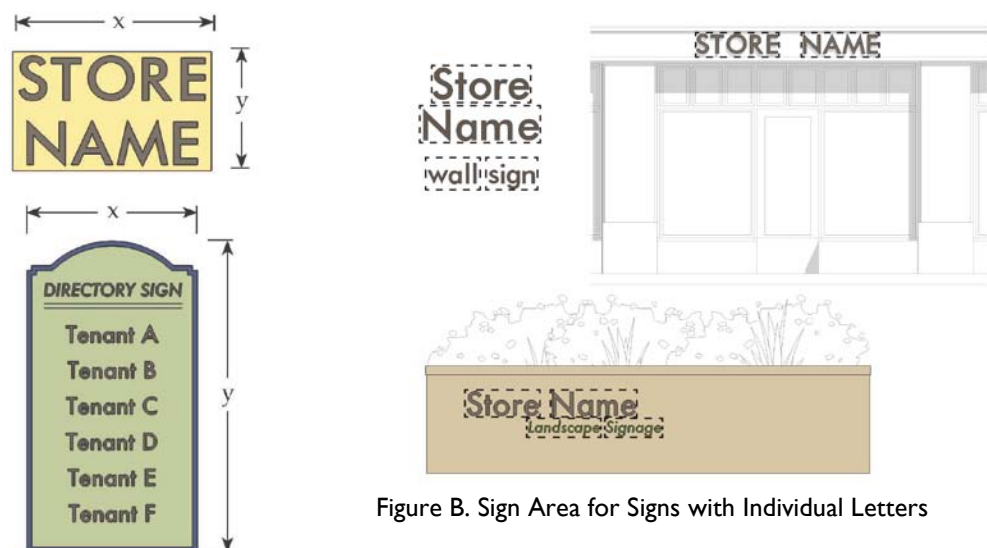 x
STORE
NAME
y
x
DIRECTORY SIGN
Tenant A
Tenant B
Tenant C
Tenant D
Tenant E
Tenant F
y
Store
Name
wall sign
STORE NAME
Store Name
Landscape Signage
Figure B. Sign Area for Signs with Individual Letters